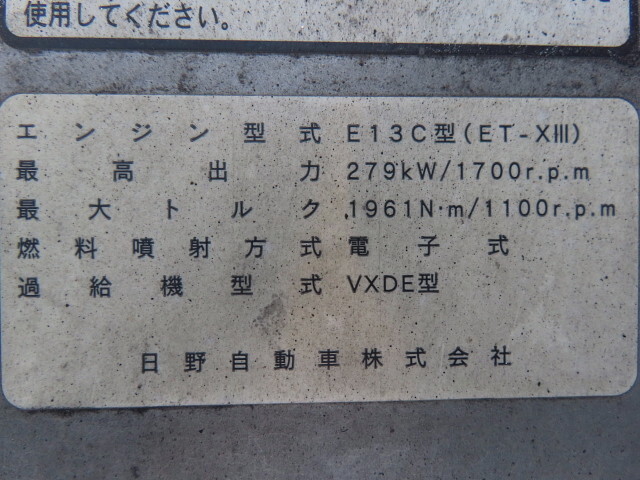 使用してください。
エンジン型式 E13C型(ET-XIII)
最高出力 279kW/1700r.p.m
最大トルク 1961N·m/1100r.p.m
燃料噴射方式 電子式
過給機型式 VXDE型
日野自動車株式会社